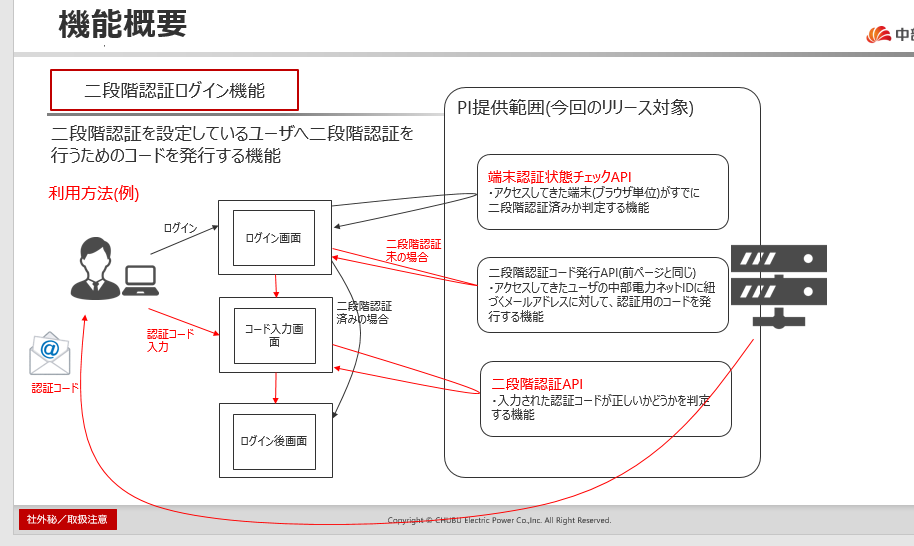 機能概要
中部
二段階認証ログイン機能
二段階認証を設定しているユーザへ二段階認証を
行うためのコードを発行する機能
利用方法(例)
ログイン
ログイン画面
二段階認証
未の場合
二段階認証
済みの場合
コード入力画
面
認証コード
入力
@
認証コード
ログイン後画面
PI提供範囲(今回のリリース対象)
端末認証状態チェックAPI
・アクセスしてきた端末(ブラウザ単位)がすでに
二段階認証済みか判定する機能
二段階認証コード発行API(前ページと同じ)
・アクセスしてきたユーザの中部電力ネットIDに紐
づくメールアドレスに対して、認証用のコードを発
行する機能
二段階認証API
・入力された認証コードが正しいかどうかを判定
する機能
社外秘／取扱注意
Copyright © CHUBU Electric Power Co.,Inc. All Right Reserved.